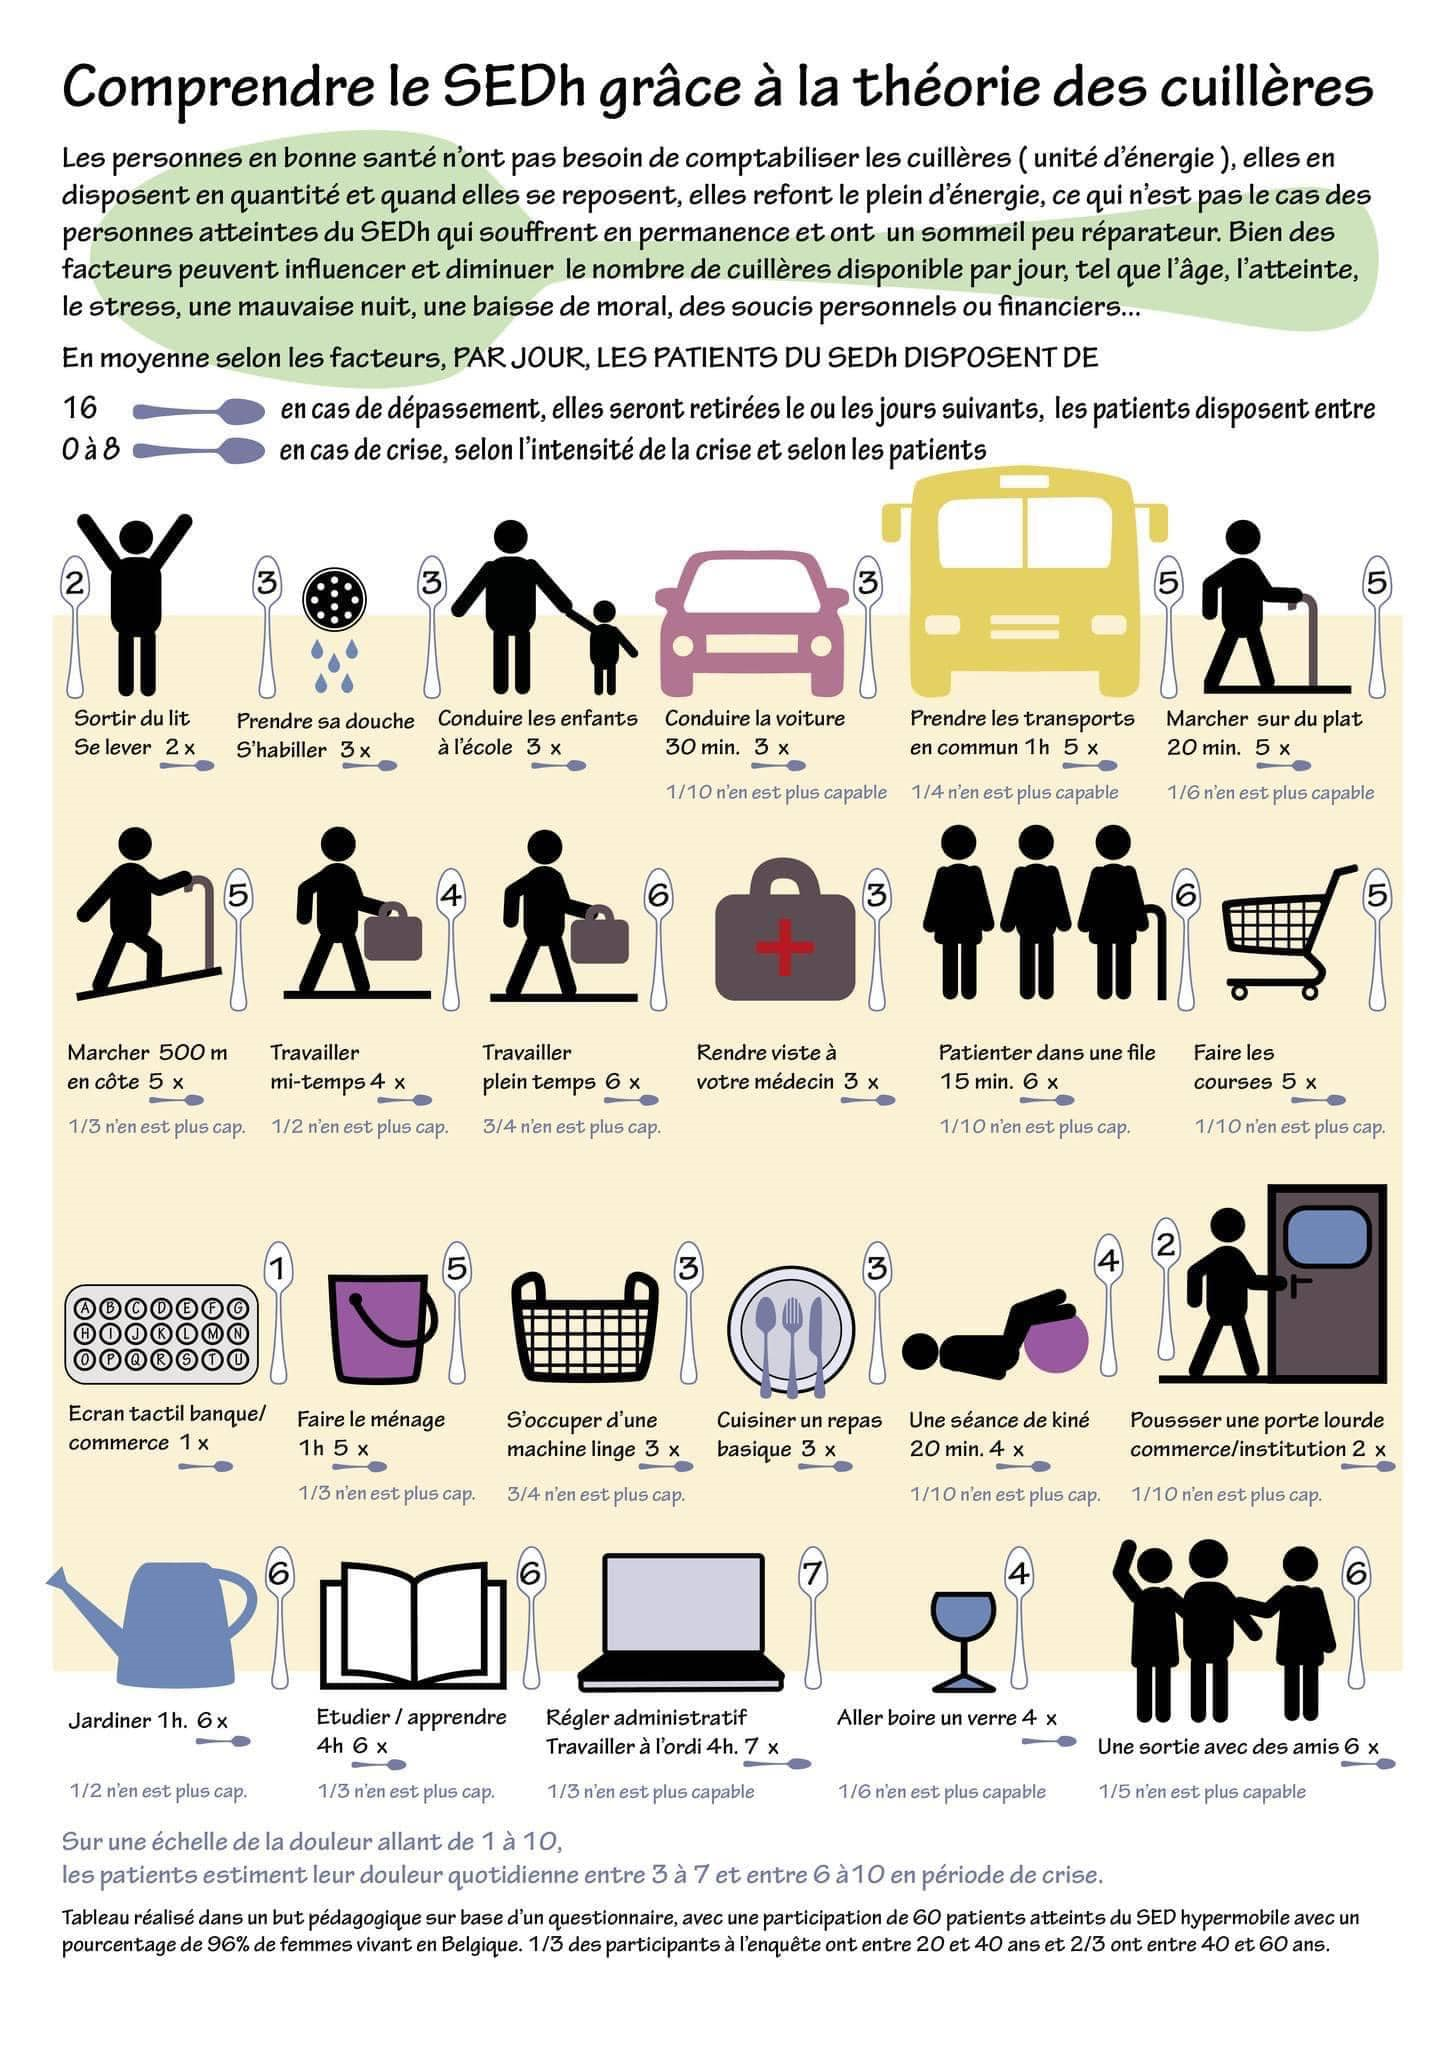 Comprendre le SEDh grâce à la théorie des cuillères
Les personnes en bonne santé n'ont pas besoin de comptabiliser les cuillères ( unité d'énergie ), elles en
disposent en quantité et quand elles se reposent, elles refont le plein d'énergie, ce qui n'est pas le cas des
personnes atteintes du SEDh qui souffrent en permanence et ont un sommeil peu réparateur. Bien des
facteurs peuvent influencer et diminuer le nombre de cuillères disponible par jour, tel que l'âge, l'atteinte,
le stress, une mauvaise nuit, une baisse de moral, des soucis personnels ou financiers...
En moyenne selon les facteurs, PAR JOUR, LES PATIENTS DU SEDh DISPOSENT DE
16 en cas de dépassement, elles seront retirées le ou les jours suivants, les patients disposent entre
0 à 8 en cas de crise, selon l'intensité de la crise et selon les patients
2
Sortir du lit
Se lever 2 x
3
Prendre sa douche
S'habiller 3 x
3
Conduire les enfants
à l'école 3 x
3
Conduire la voiture
30 min. 3 x
1/10 n'en est plus capable
5
Prendre les transports
en commun 1h 5 x
1/4 n'en est plus capable
5
Marcher sur du plat
20 min. 5 x
1/6 n'en est plus capable
5
Marcher 500 m
en côte 5 x
1/3 n'en est plus cap.
4
Travailler
mi-temps 4 x
1/2 n'en est plus cap.
6
Travailler
plein temps 6 x
3/4 n'en est plus cap.
3
Rendre viste à
votre médecin 3 x
6
Patienter dans une file
15 min. 6 x
1/10 n'en est plus cap.
5
Faire les
courses 5 x
1/10 n'en est plus cap.
1
A B C D E F G
H I J K L M N
O P Q R S T U
Ecran tactil banque/
commerce 1 x
5
Faire le ménage
1h 5 x
1/3 n'en est plus cap.
3
S'occuper d'une
machine linge 3 x
3/4 n'en est plus cap.
3
Cuisiner un repas
basique 3 x
4
Une séance de kiné
20 min. 4 x
1/10 n'en est plus cap.
2
Poussser une porte lourde
commerce/institution 2 x
1/10 n'en est plus cap.
6
Jardiner 1h. 6 x
1/2 n'en est plus cap.
6
Etudier / apprendre
4h 6 x
1/3 n'en est plus cap.
7
Régler administratif
Travailler à l'ordi 4h. 7 x
1/3 n'en est plus capable
4
Aller boire un verre 4 x
1/6 n'en est plus capable
6
Une sortie avec des amis 6 x
1/5 n'en est plus capable
Sur une échelle de la douleur allant de 1 à 10,
les patients estiment leur douleur quotidienne entre 3 à 7 et entre 6 à10 en période de crise.
Tableau réalisé dans un but pédagogique sur base d'un questionnaire, avec une participation de 60 patients atteints du SED hypermobile avec un
pourcentage de 96% de femmes vivant en Belgique. 1/3 des participants à l'enquête ont entre 20 et 40 ans et 2/3 ont entre 40 et 60 ans.